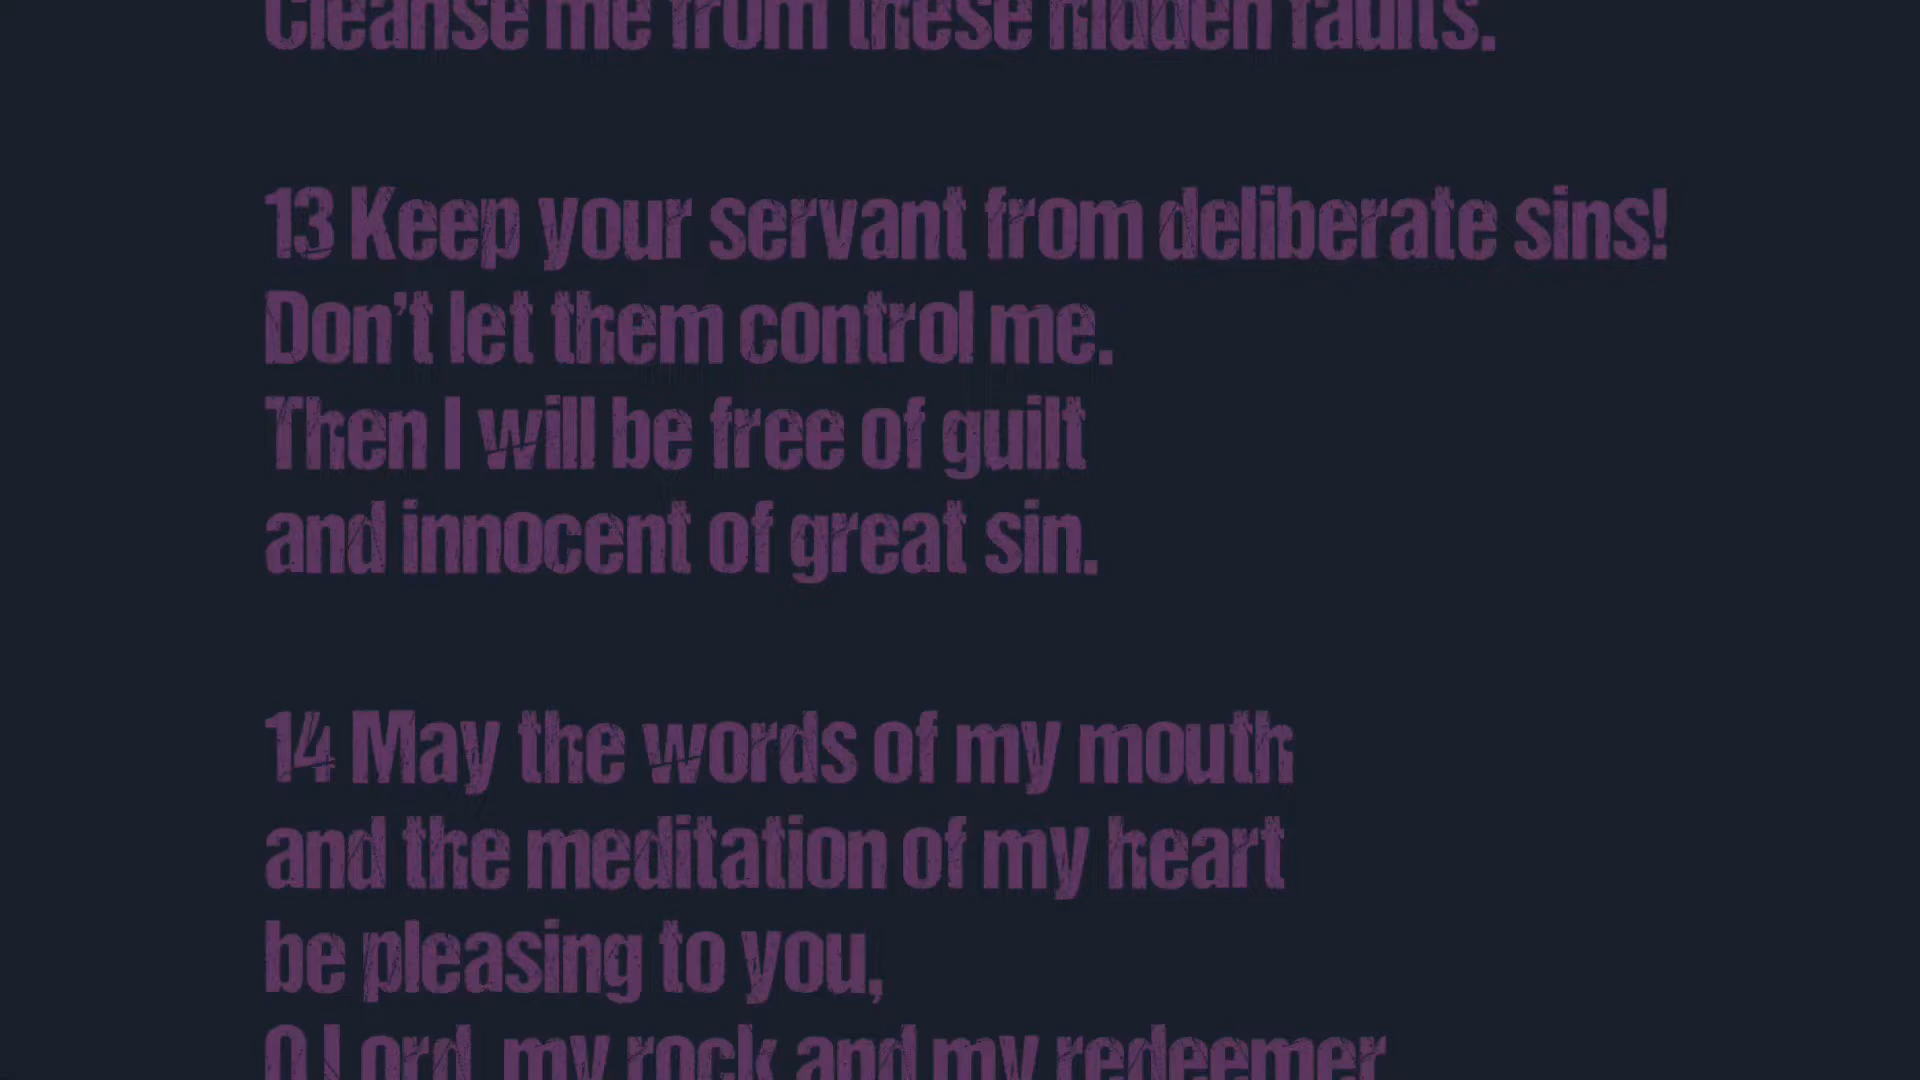 Cleanse me from these hidden faults.
13 Keep your servant from deliberate sins!
Don’t let them control me.
Then I will be free of guilt
and innocent of great sin.
14 May the words of my mouth
and the meditation of my heart
be pleasing to you,
O Lord, my rock and my redeemer